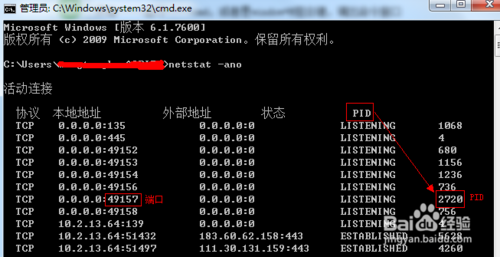 管理员: C:\Windows\system32\cmd.exe
Microsoft Windows [版本 6.1.7600]
版权所有 (c) 2009 Microsoft Corporation。保留所有权利。
C:\Users\ >netstat -ano
活动连接
协议 本地地址 外部地址 状态 PID
TCP 0.0.0.0:135 0.0.0.0:0 LISTENING 1068
TCP 0.0.0.0:445 0.0.0.0:0 LISTENING 4
TCP 0.0.0.0:49152 0.0.0.0:0 LISTENING 680
TCP 0.0.0.0:49153 0.0.0.0:0 LISTENING 1156
TCP 0.0.0.0:49154 0.0.0.0:0 LISTENING 1236
TCP 0.0.0.0:49156 0.0.0.0:0 LISTENING 736
TCP 0.0.0.0:49157 端口 0.0.0.0:0 LISTENING 2720 PID
TCP 0.0.0.0:49158 0.0.0.0:0 LISTENING 756
TCP 10.2.13.64:139 0.0.0.0:0 LISTENING
TCP 10.2.13.64:51432 183.60.62.158:443 ESTABLISHED 5628
TCP 10.2.13.64:51497 111.30.131.159:443 ESTABLISHED 4260
Baidu 经验
jingyan.baidu.com